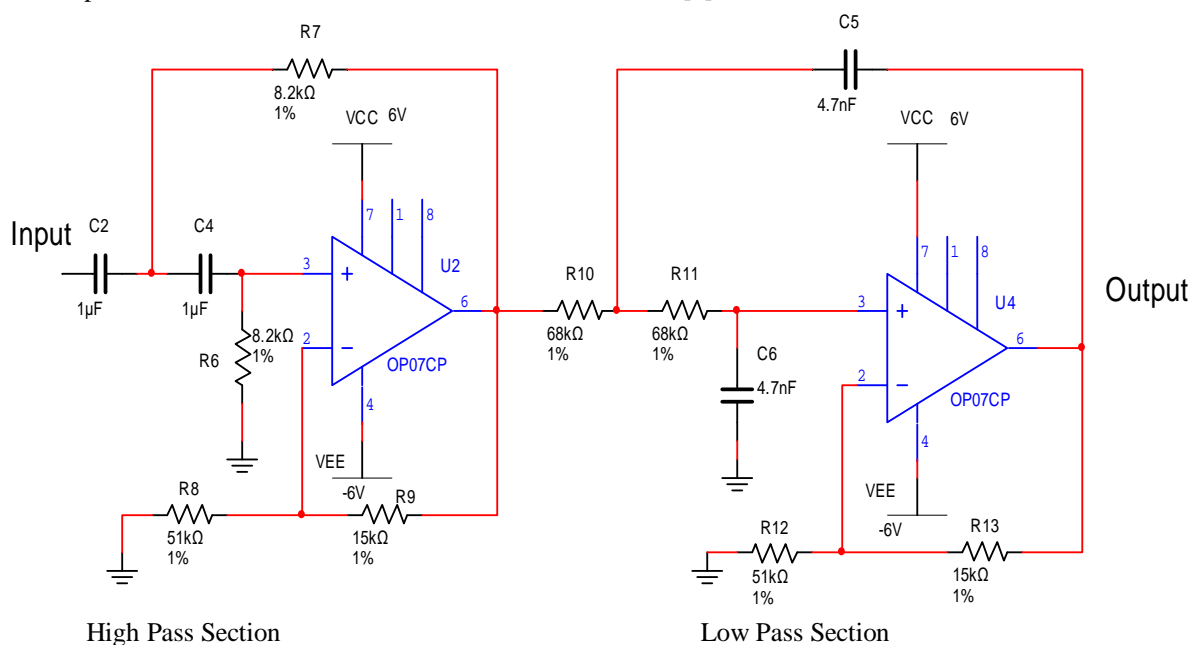 R7
8.2kΩ
1%
C5
4.7nF
VCC 6V
VCC 6V
Input
C2
1µF
C4
1µF
R6
8.2kΩ
1%
7
1
8
3
2
6
4
U2
OP07CP
VEE
-6V
R8
51kΩ
1%
R9
15kΩ
1%
R10
68kΩ
1%
R11
68kΩ
1%
C6
4.7nF
7
1
8
3
2
6
4
U4
OP07CP
Output
VEE
-6V
R12
51kΩ
1%
R13
15kΩ
1%
High Pass Section
Low Pass Section